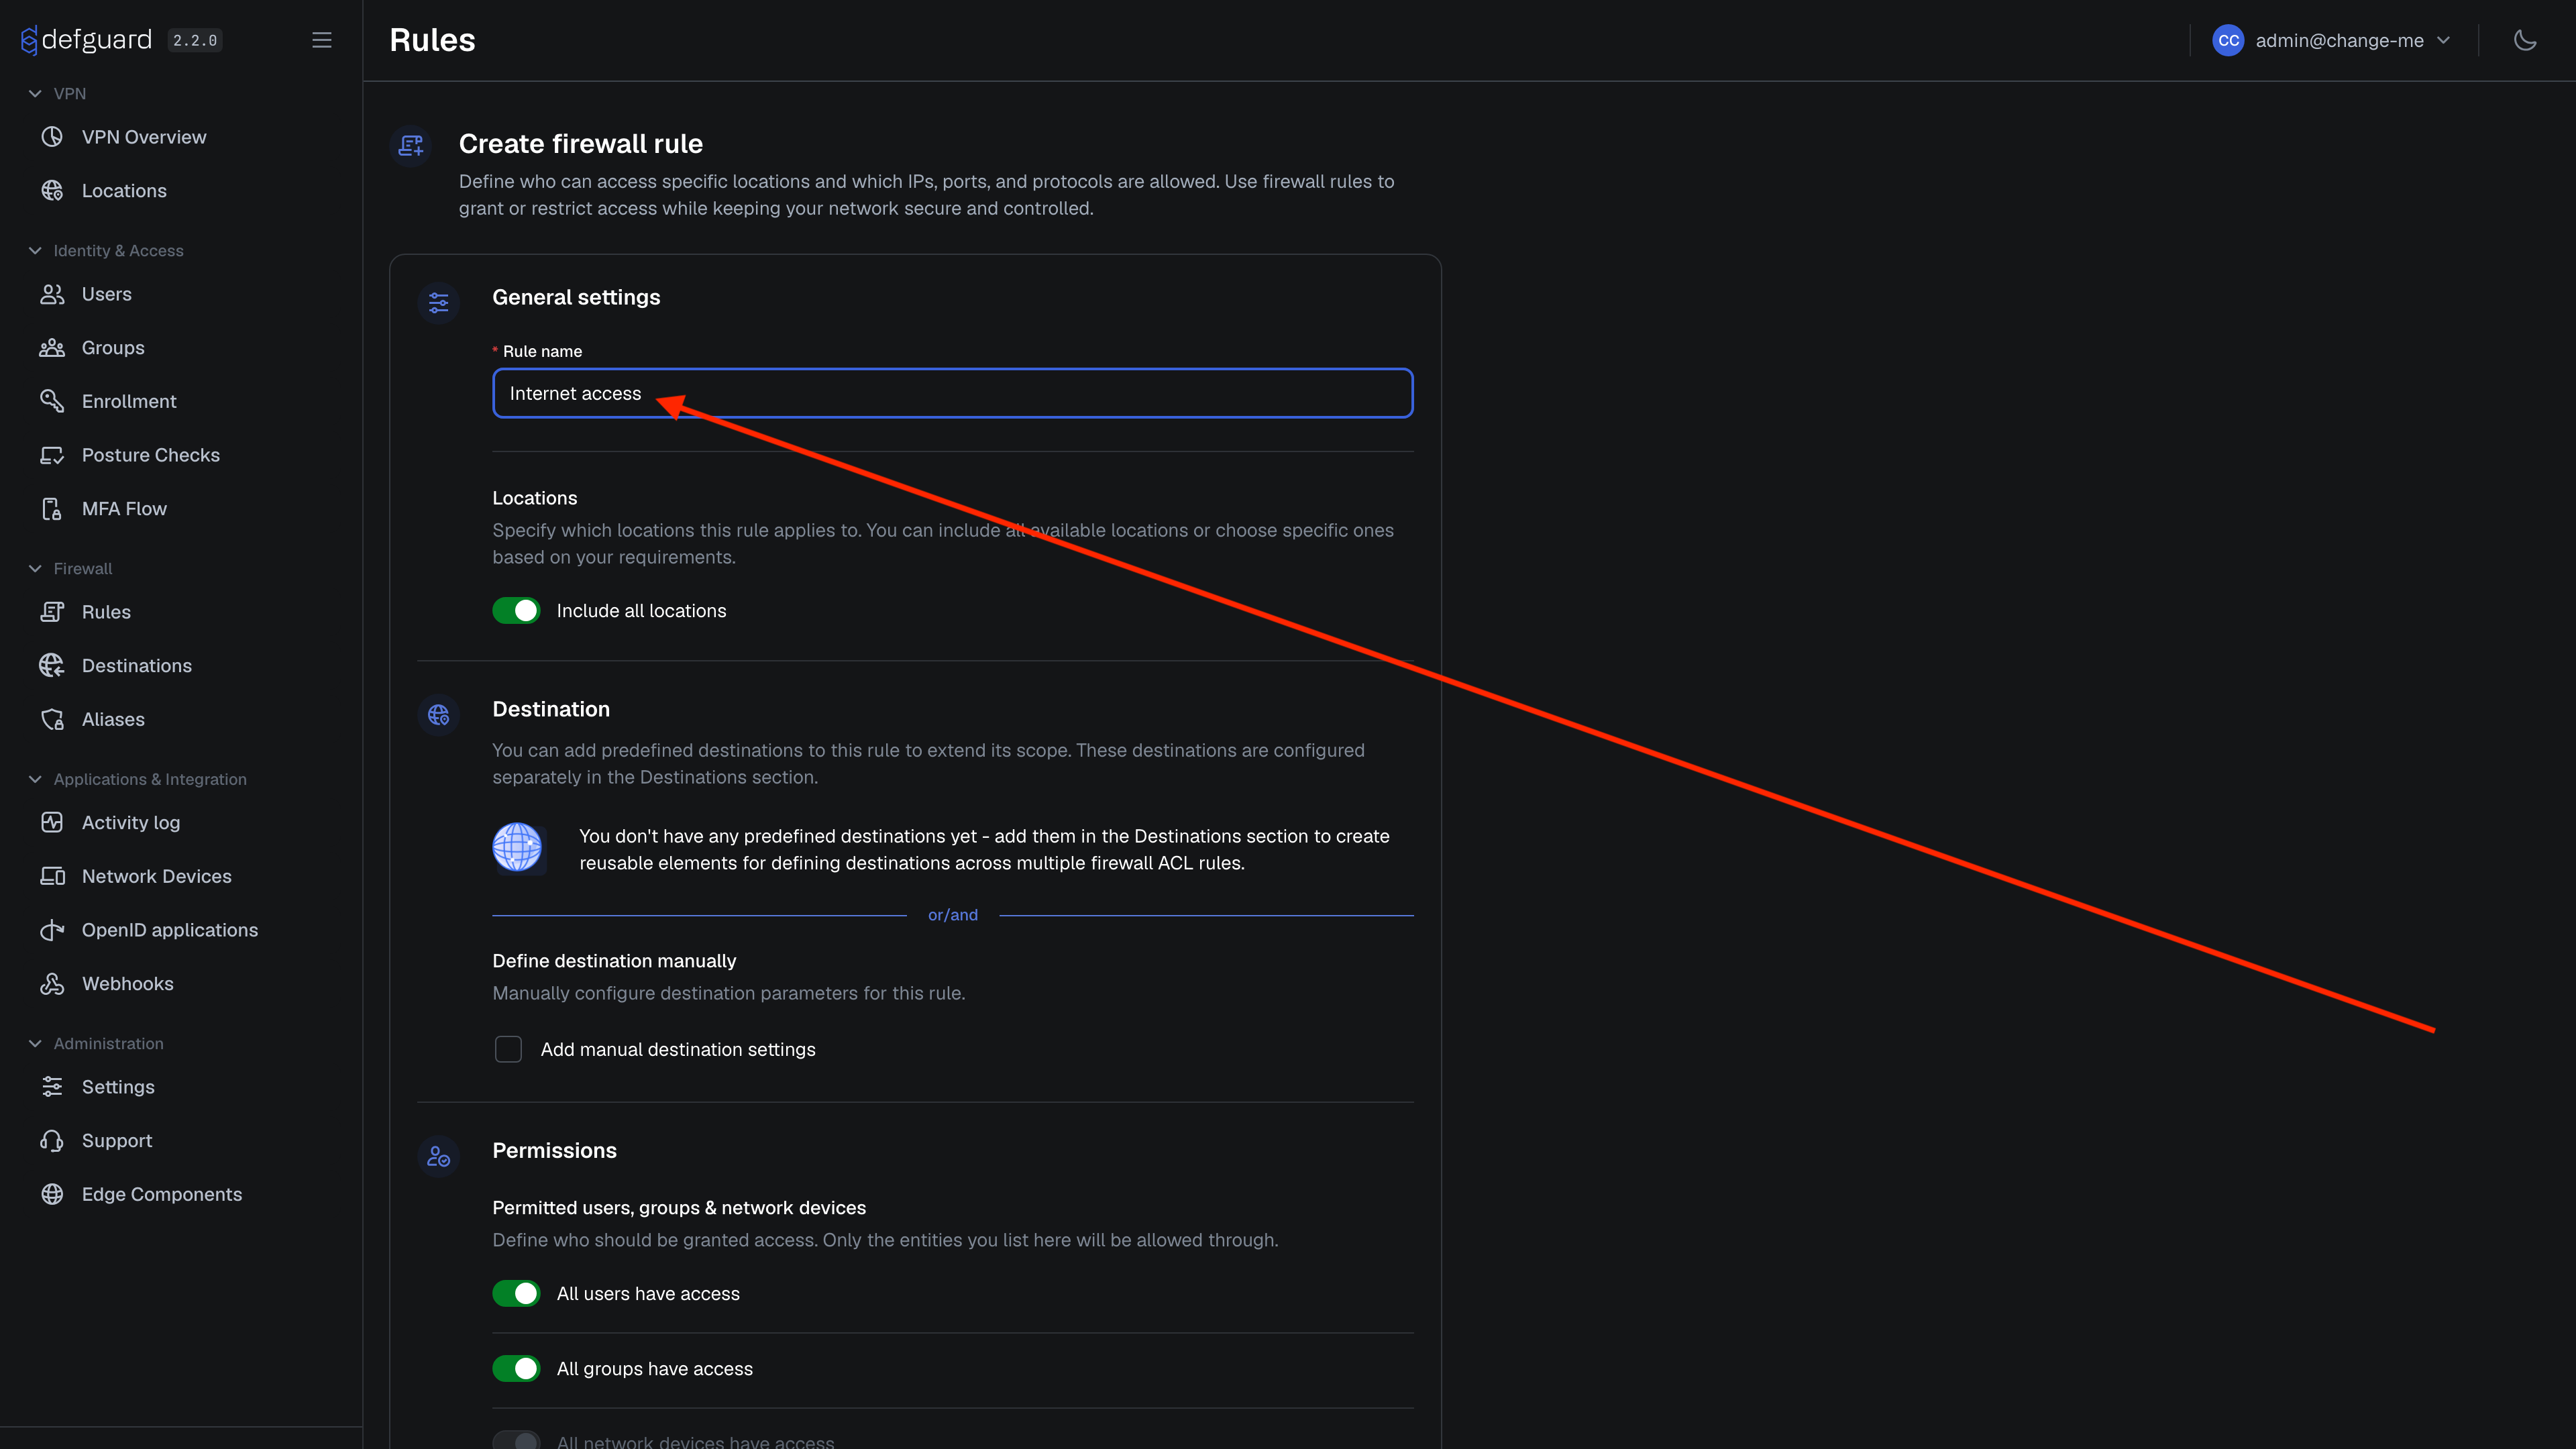 defguard 2.2.0
VPN
VPN Overview
Locations
Identity & Access
Users
Groups
Enrollment
Posture Checks
MFA Flow
Firewall
Rules
Destinations
Aliases
Applications & Integration
Activity log
Network Devices
OpenID applications
Webhooks
Administration
Settings
Support
Edge Components
Rules
CC admin@change-me
Create firewall rule
Define who can access specific locations and which IPs, ports, and protocols are allowed. Use firewall rules to
grant or restrict access while keeping your network secure and controlled.
General settings
* Rule name
Internet access
Locations
Specify which locations this rule applies to. You can include all available locations or choose specific ones
based on your requirements.
Include all locations
Destination
You can add predefined destinations to this rule to extend its scope. These destinations are configured
separately in the Destinations section.
You don't have any predefined destinations yet - add them in the Destinations section to create
reusable elements for defining destinations across multiple firewall ACL rules.
or/and
Define destination manually
Manually configure destination parameters for this rule.
Add manual destination settings
Permissions
Permitted users, groups & network devices
Define who should be granted access. Only the entities you list here will be allowed through.
All users have access
All groups have access
All network devices have access